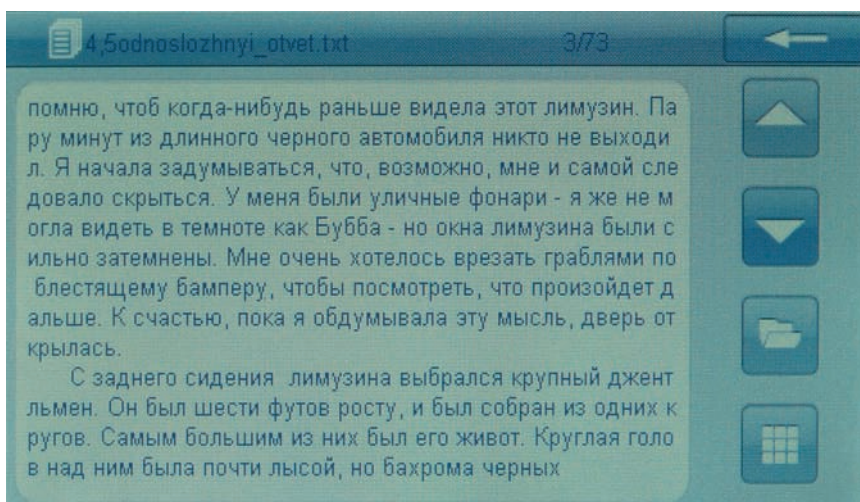 4,5odnoslozhnyi_otvet.txt 3/73
помню, чтоб когда-нибудь раньше видела этот лимузин. Па
ру минут из длинного черного автомобиля никто не выходи
л. Я начала задумываться, что, возможно, мне и самой сле
довало скрыться. У меня были уличные фонари - я же не м
огла видеть в темноте как Бубба - но окна лимузина были с
ильно затемнены. Мне очень хотелось врезать граблями по
блестящему бамперу, чтобы посмотреть, что произойдет д
альше. К счастью, пока я обдумывала эту мысль, дверь от
крылась.
С заднего сидения лимузина выбрался крупный джент
льмен. Он был шести футов росту, и был собран из одних к
ругов. Самым большим из них был его живот. Круглая голо
в над ним была почти лысой, но бахрома черных